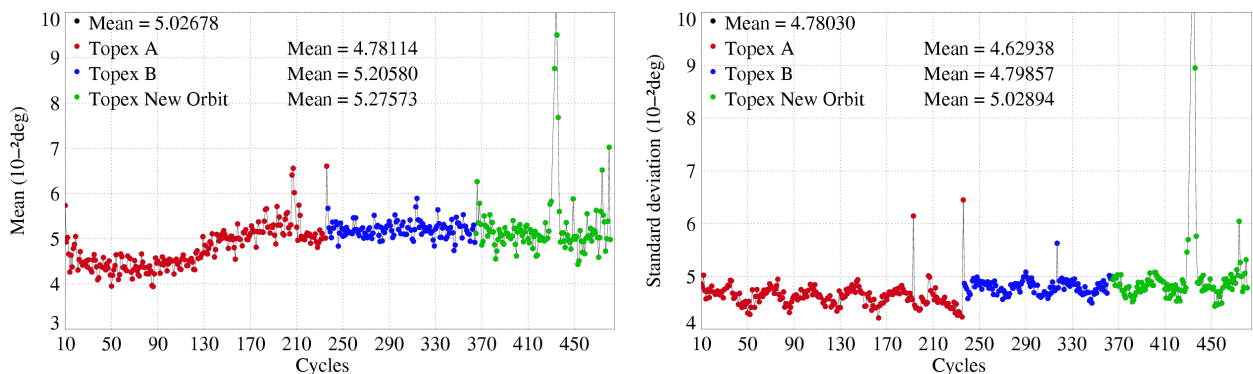 Mean (10⁻²deg)
10
9
8
7
6
5
4
3
Mean = 5.02678
Topex A Mean = 4.78114
Topex B Mean = 5.20580
Topex New Orbit Mean = 5.27573
10 50 90 130 170 210 250 290 330 370 410 450
Cycles
Standard deviation (10⁻²deg)
10
9
8
7
6
5
4
Mean = 4.78030
Topex A Mean = 4.62938
Topex B Mean = 4.79857
Topex New Orbit Mean = 5.02894
10 50 90 130 170 210 250 290 330 370 410 450
Cycles